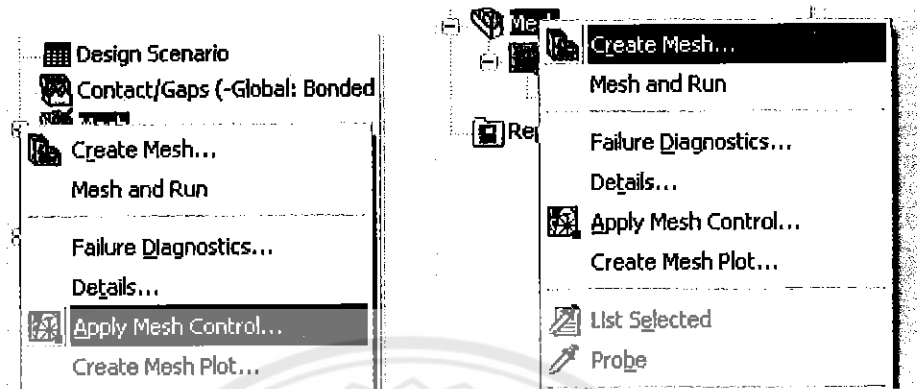 Design Scenario
Contact/Gaps (-Global: Bonded
Create Mesh...
Mesh and Run
Failure Diagnostics...
Details...
Apply Mesh Control...
Create Mesh Plot...
Create Mesh...
Mesh and Run
Rep
Failure Diagnostics...
Details...
Apply Mesh Control...
Create Mesh Plot...
List Selected
Probe